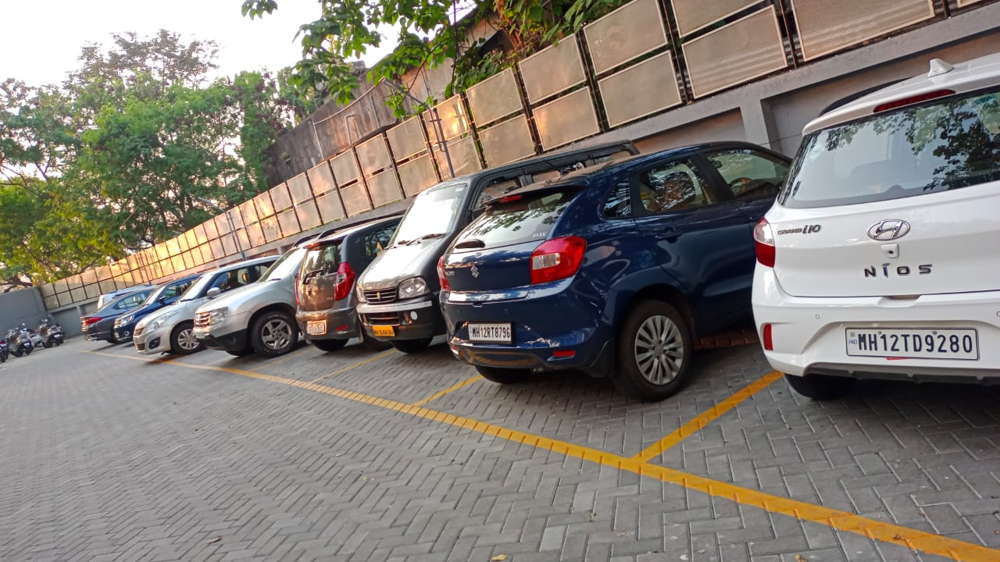 GRAND i10
NIOS
IND MH12TD9280
MH12RT8796